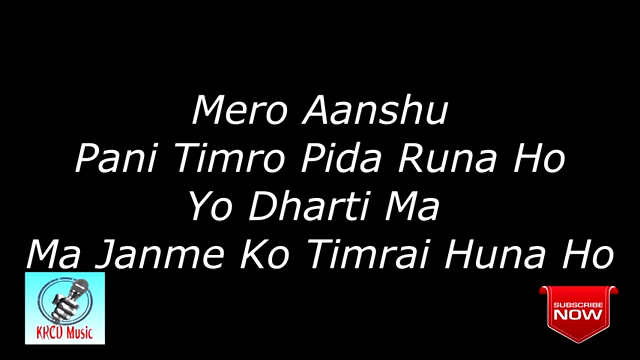 Mero Aanshu
Pani Timro Pida Runa Ho
Yo Dharti Ma
Ma Janme Ko Timrai Huna Ho
KRCD Music
SUBSCRIBE
NOW